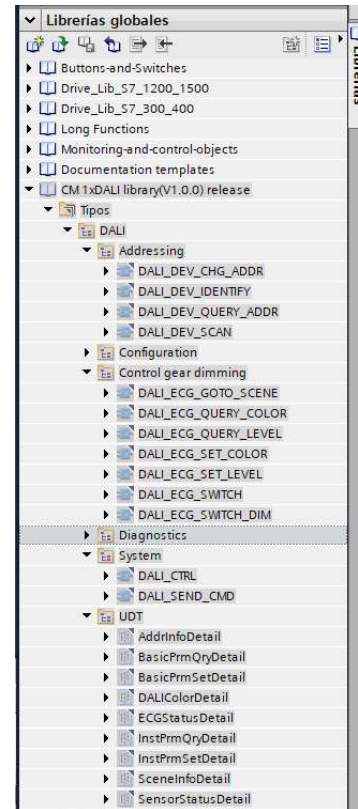 Librerías globales
Buttons-and-Switches
Drive_Lib_S7_1200_1500
Drive_Lib_S7_300_400
Long Functions
Monitoring-and-control-objects
Documentation templates
CM 1xDALI library(V1.0.0) release
Tipos
DALI
Addressing
DALI_DEV_CHG_ADDR
DALI_DEV_IDENTIFY
DALI_DEV_QUERY_ADDR
DALI_DEV_SCAN
Configuration
Control gear dimming
DALI_ECG_GOTO_SCENE
DALI_ECG_QUERY_COLOR
DALI_ECG_QUERY_LEVEL
DALI_ECG_SET_COLOR
DALI_ECG_SET_LEVEL
DALI_ECG_SWITCH
DALI_ECG_SWITCH_DIM
Diagnostics
System
DALI_CTRL
DALI_SEND_CMD
UDT
AddrInfoDetail
BasicPrmQryDetail
BasicPrmSetDetail
DALIColorDetail
ECGStatusDetail
InstPrmQryDetail
InstPrmSetDetail
SceneInfoDetail
SensorStatusDetail
Librerías